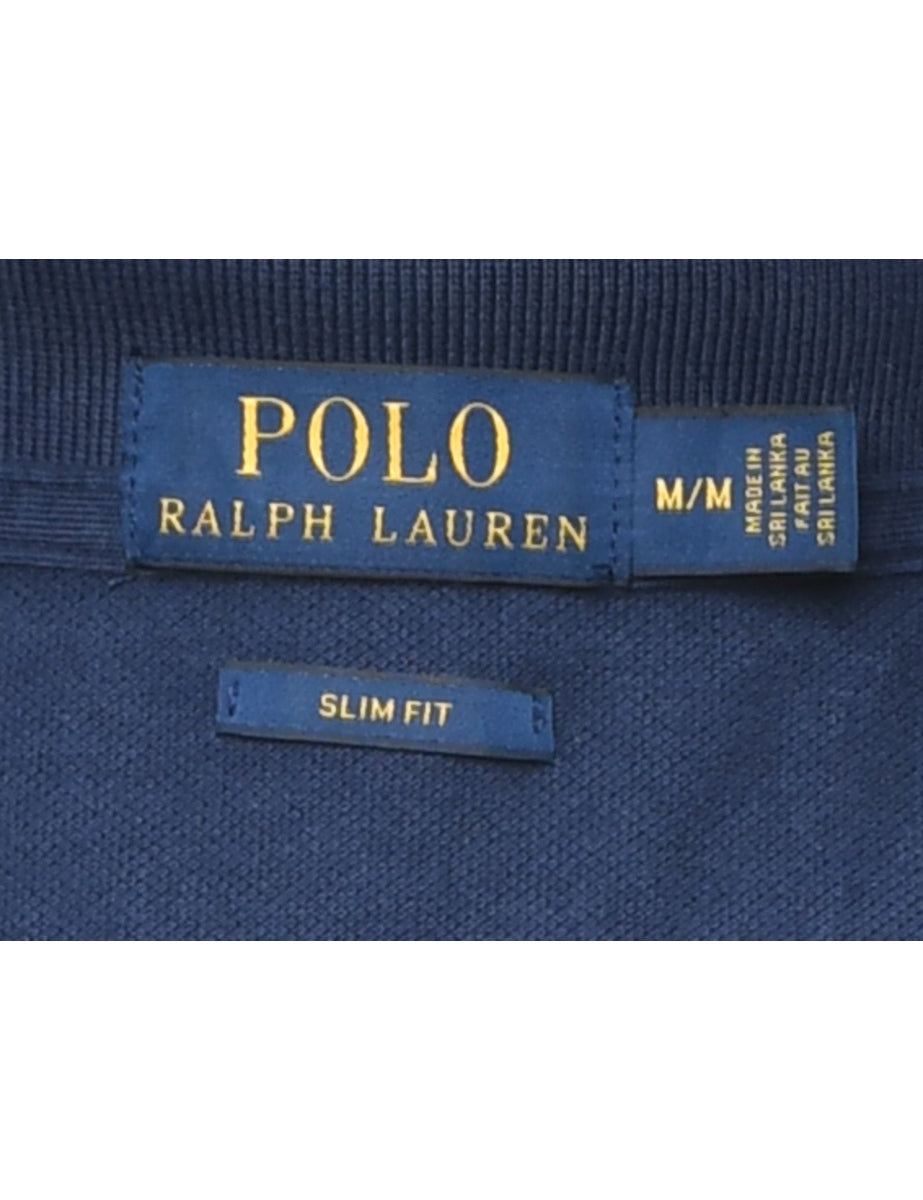 POLO
RALPH LAUREN
M/M
MADE IN
SRI LANKA
FAIT AU
SRI LANKA
SLIM FIT